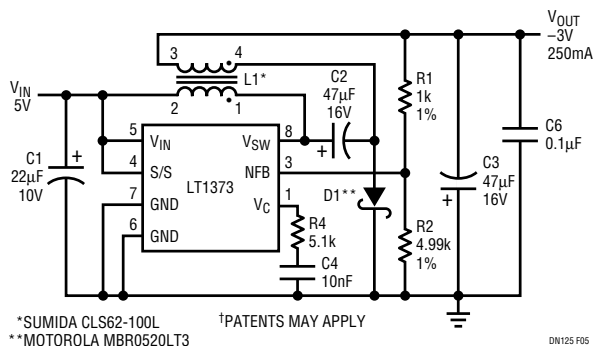 VOUT
–3V
250mA
3
4
L1*
2
1
VIN
5V
C1
22µF
10V
+
5
VIN
4
S/S
7
GND
6
GND
LT1373
VSW
8
NFB
3
VC
1
C2
47µF
16V
+
R4
5.1k
C4
10nF
D1**
R1
1k
1%
R2
4.99k
1%
C3
47µF
16V
+
C6
0.1µF
*SUMIDA CLS62-100L
**MOTOROLA MBR0520LT3
†PATENTS MAY APPLY
DN125 F05